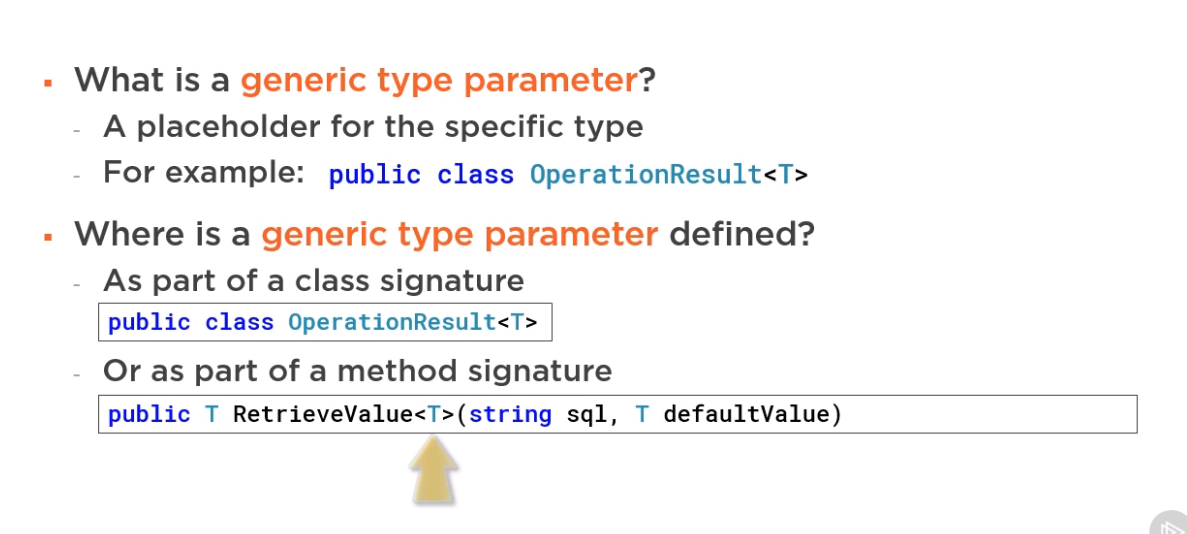 What is a generic type parameter?
- A placeholder for the specific type
- For example: public class OperationResult<T>
Where is a generic type parameter defined?
- As part of a class signature
public class OperationResult<T>
- Or as part of a method signature
public T RetrieveValue<T>(string sql, T defaultValue)